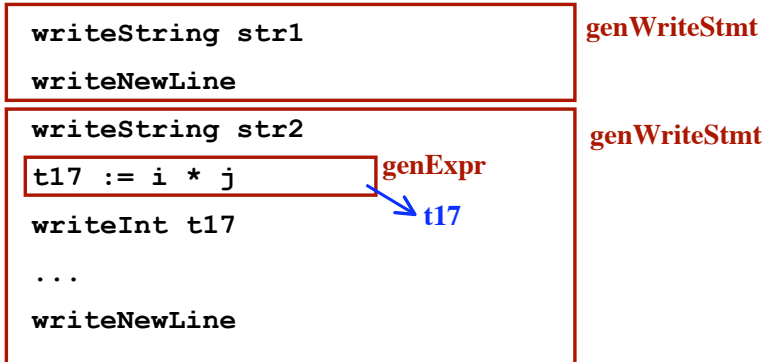 writeString str1
genWriteStmt
writeNewLine
writeString str2
genWriteStmt
t17 := i * j
genExpr
t17
writeInt t17
...
writeNewLine